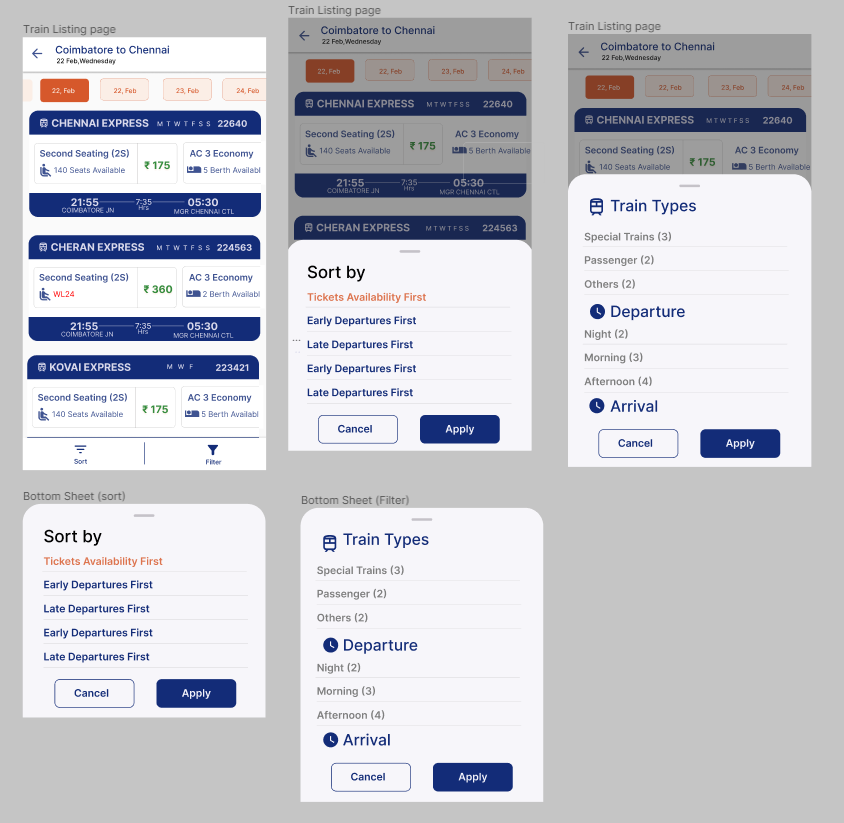 Train Listing page
Coimbatore to Chennai
22 Feb,Wednesday
22, Feb 22, Feb 23, Feb 24, Feb
CHENNAI EXPRESS M T W T F S S 22640
Second Seating (2S) AC 3 Economy
140 Seats Available ₹ 175 5 Berth Availabl
21:55 7:35 05:30
COIMBATORE JN Hrs MGR CHENNAI CTL
CHERAN EXPRESS M T W T F S S 224563
Second Seating (2S) AC 3 Economy
WL24 ₹ 360 2 Berth Availabl
21:55 7:35 05:30
COIMBATORE JN Hrs MGR CHENNAI CTL
KOVAI EXPRESS M W F 223421
Second Seating (2S) AC 3 Economy
140 Seats Available ₹ 175 5 Berth Availabl
Sort Filter
Train Listing page
Coimbatore to Chennai
22 Feb,Wednesday
22, Feb 22, Feb 23, Feb 24, Feb
CHENNAI EXPRESS M T W T F S S 22640
Second Seating (2S) AC 3 Economy
140 Seats Available ₹ 175 5 Berth Available
21:55 7:35 05:30
COIMBATORE JN Hrs MGR CHENNAI CTL
CHERAN EXPRESS M T W T F S S 224563
Sort by
Tickets Availability First
Early Departures First
...
Late Departures First
Early Departures First
Late Departures First
Cancel Apply
Train Listing page
Coimbatore to Chennai
22 Feb,Wednesday
22, Feb 22, Feb 23, Feb 24, Feb
CHENNAI EXPRESS M T W T F S S 22640
Second Seating (2S) AC 3 Economy
140 Seats Available ₹ 175 5 Berth Available
Train Types
Special Trains (3)
Passenger (2)
Others (2)
Departure
Night (2)
Morning (3)
Afternoon (4)
Arrival
Cancel Apply
Bottom Sheet (sort)
Sort by
Tickets Availability First
Early Departures First
Late Departures First
Early Departures First
Late Departures First
Cancel Apply
Bottom Sheet (Filter)
Train Types
Special Trains (3)
Passenger (2)
Others (2)
Departure
Night (2)
Morning (3)
Afternoon (4)
Arrival
Cancel Apply